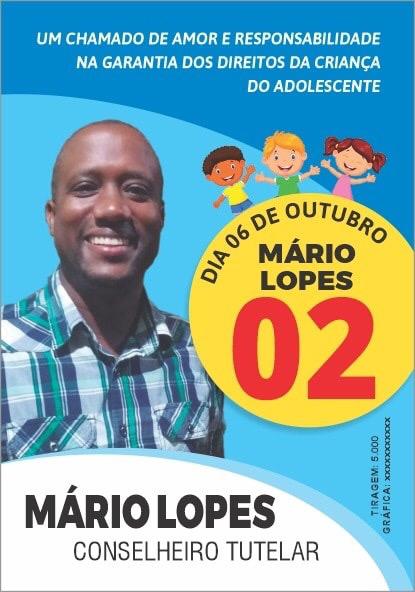 UM CHAMADO DE AMOR E RESPONSABILIDADE
NA GARANTIA DOS DIREITOS DA CRIANÇA
DO ADOLESCENTE
DIA 06 DE OUTUBRO
MÁRIO
LOPES
02
TIRAGEM: 5.000
GRÁFICA: xxxxxxxxxxx
MÁRIO LOPES
CONSELHEIRO TUTELAR